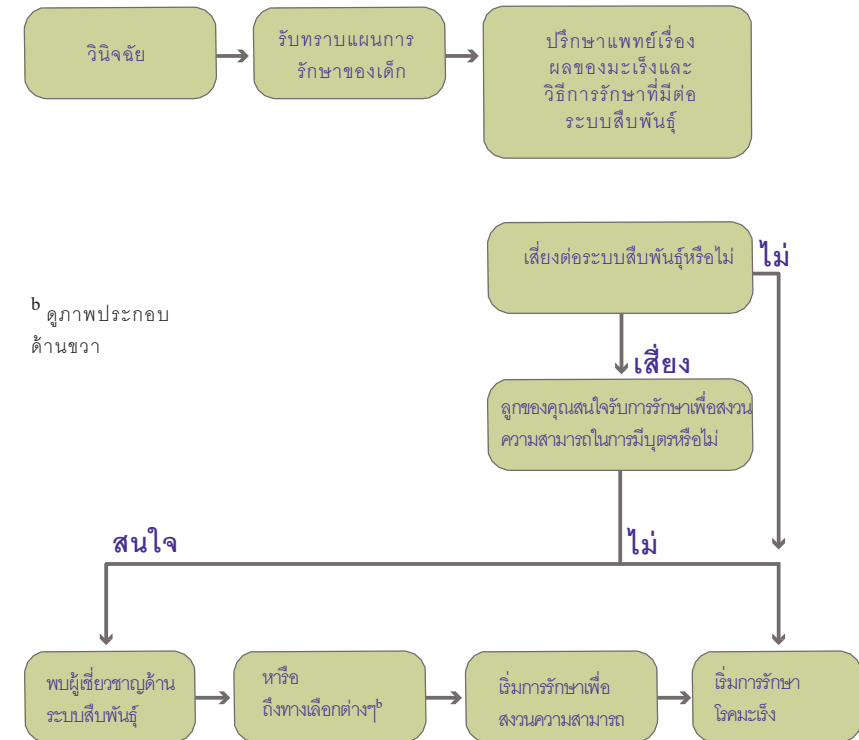 วินิจฉัย
รับทราบแผนการ
รักษาของเด็ก
ปรึกษาแพทย์เรื่อง
ผลของมะเร็งและ
วิธีการรักษาที่มีต่อ
ระบบสืบพันธุ์
เสี่ยงต่อระบบสืบพันธุ์หรือไม่
ไม่
b ดูภาพประกอบ
ด้านขวา
เสี่ยง
ลูกของคุณสนใจรับการรักษาเพื่อสงวน
ความสามารถในการมีบุตรหรือไม่
สนใจ
ไม่
พบผู้เชี่ยวชาญด้าน
ระบบสืบพันธุ์
หารือ
ถึงทางเลือกต่างๆb
เริ่มการรักษาเพื่อ
สงวนความสามารถ
เริ่มการรักษา
โรคมะเร็ง